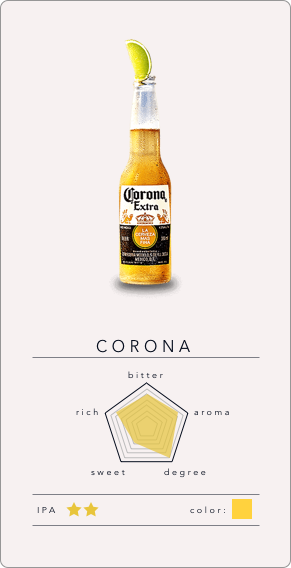 Corona
Extra
LA
CERVEZA
MAS
FINA
CORONA
bitter
rich
aroma
sweet
degree
IPA
color: